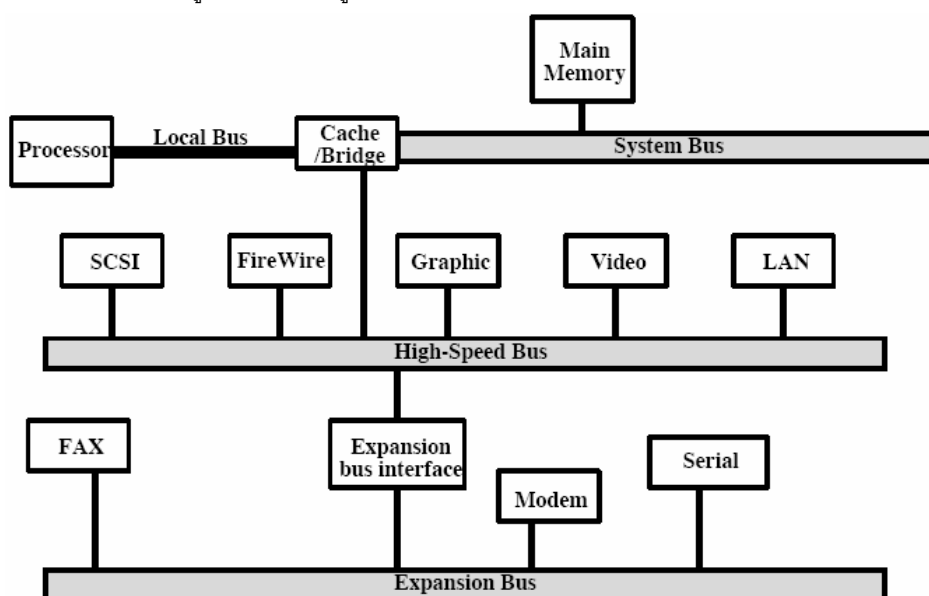 Main
Memory
Processor
Local Bus
Cache
/Bridge
System Bus
SCSI
FireWire
Graphic
Video
LAN
High-Speed Bus
FAX
Expansion
bus interface
Modem
Serial
Expansion Bus